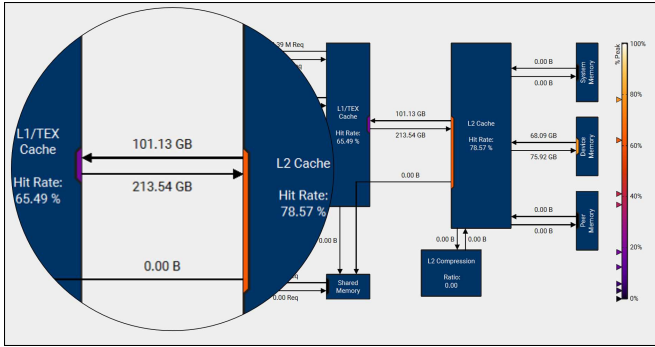 L1/TEX
Cache
Hit Rate:
65.49 %
101.13 GB
213.54 GB
0.00 B
L2 Cache
Hit Rate:
78.57 %
39 M Req
L1/TEX
Cache
Hit Rate:
65.49 %
101.13 GB
213.54 GB
0.00 B
L2 Cache
Hit Rate:
78.57 %
0.00 B
0.00 B
System
Memory
68.09 GB
75.92 GB
Device
Memory
0.00 B
0.00 B
Peer
Memory
0.00 B
0.00 B
0.00 B
L2 Compression
Ratio:
0.00
Shared
Memory
0.00 Req
% Peak
100%
80%
60%
40%
20%
0%